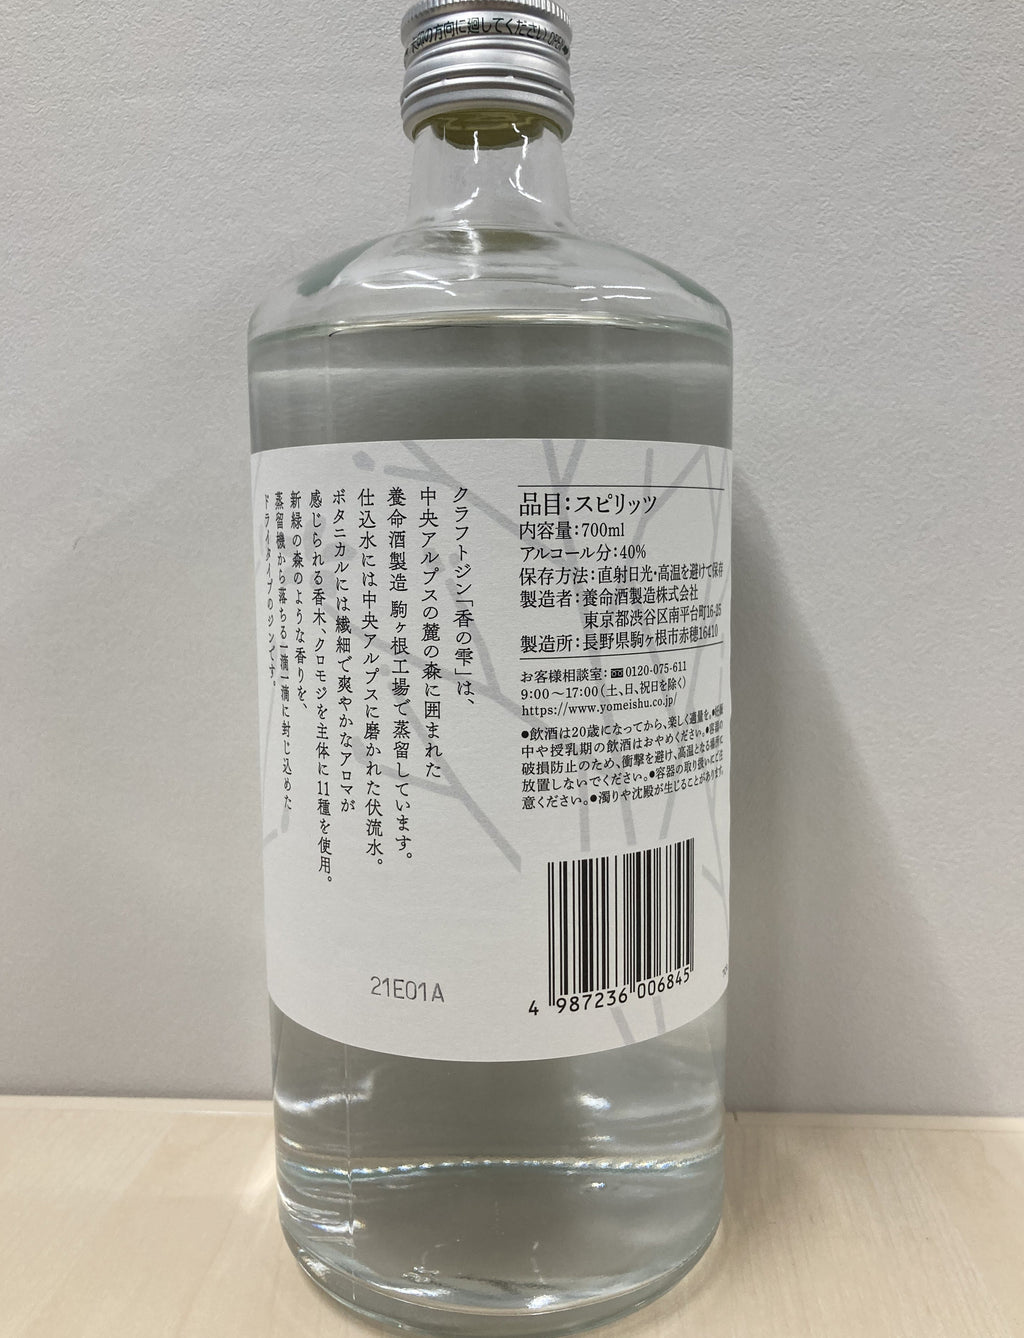 の方向に廻してください。OPEN
クラフトジン「香の雫」は、
中央アルプスの麓の森に囲まれた
養命酒製造 駒ヶ根工場で蒸留しています。
仕込水には中央アルプスに磨かれた伏流水。
ボタニカルには繊細で爽やかなアロマが
感じられる香木、クロモジを主体に11種を使用。
新緑の森のような香りを、
蒸留機から落ちる一滴一滴に封じ込めた
ドライタイプのジンです。
品目：スピリッツ
内容量：700ml
アルコール分：40%
保存方法：直射日光・高温を避けて保存
製造者：養命酒製造株式会社
東京都渋谷区南平台町16-25
製造所：長野県駒ヶ根市赤穂16410
お客様相談室：0120-075-611
9:00～17:00（土、日、祝日を除く）
https://www.yomeishu.co.jp/
●飲酒は20歳になってから、楽しく適量を。●妊娠
中や授乳期の飲酒はおやめください。●容器の
破損防止のため、衝撃を避け、高温となる場所に
放置しないでください。●容器の取り扱いにご注
意ください。●濁りや沈殿が生じることがあります。
4 987236 006845
21E01A